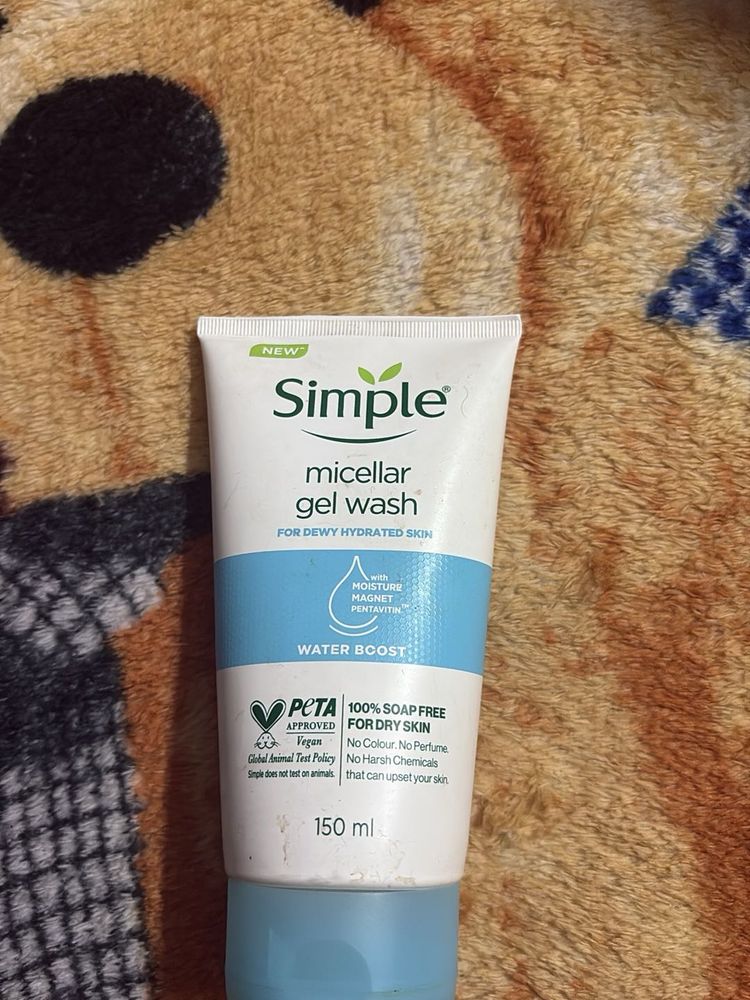 NEW™
Simple®
micellar
gel wash
FOR DEWY HYDRATED SKIN
with
MOISTURE
MAGNET
PENTAVITIN™
WATER BOOST
PETA
APPROVED
Vegan
Global Animal Test Policy
Simple does not test on animals.
100% SOAP FREE
FOR DRY SKIN
No Colour. No Perfume.
No Harsh Chemicals
that can upset your skin.
150 ml